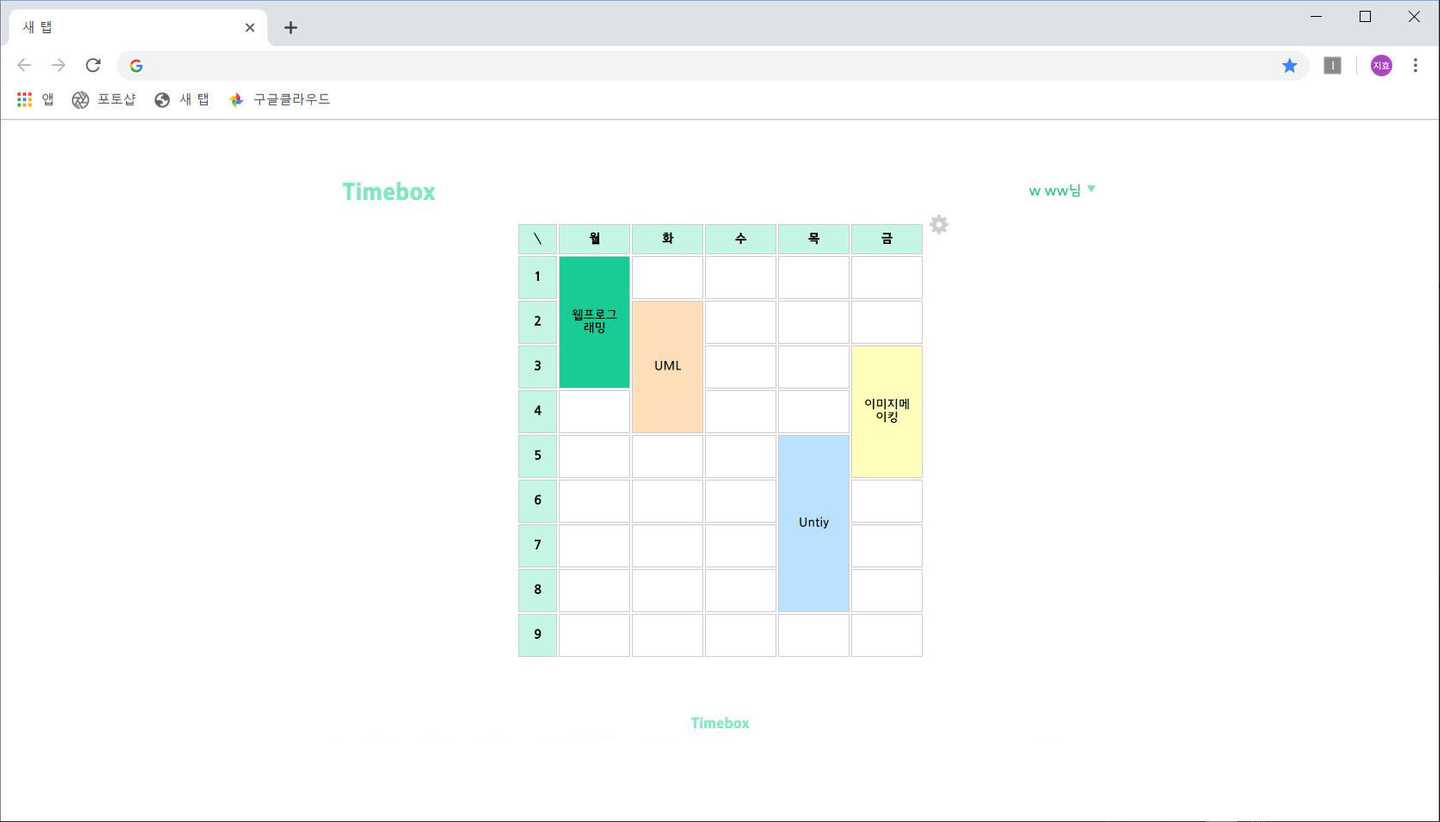 새 탭
지효
앱 포토샵 새 탭 구글클라우드
Timebox
w ww님 ▼
\ 월 화 수 목 금
1
2
3
4
5
6
7
8
9
웹프로그
래밍
UML
Untiy
이미지메
이킹
Timebox